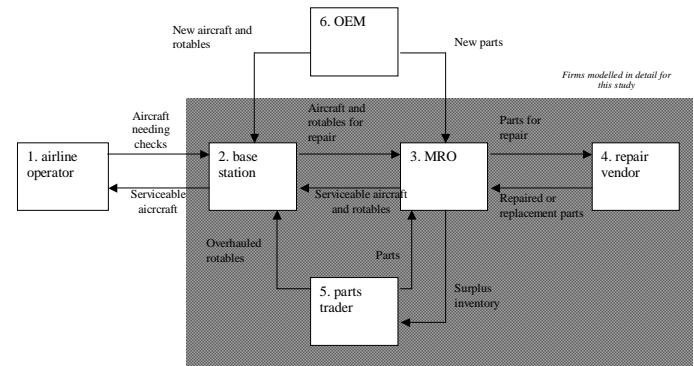 New aircraft and
rotables
6. OEM
New parts
Firms modelled in detail for
this study
Aircraft
needing
checks
Aircraft and
rotables for
repair
Parts for
repair
1. airline
operator
2. base
station
3. MRO
4. repair
vendor
Serviceable
aicrcraft
Serviceable aircraft
and rotables
Repaired or
replacement parts
Overhauled
rotables
Parts
5. parts
trader
Surplus
inventory